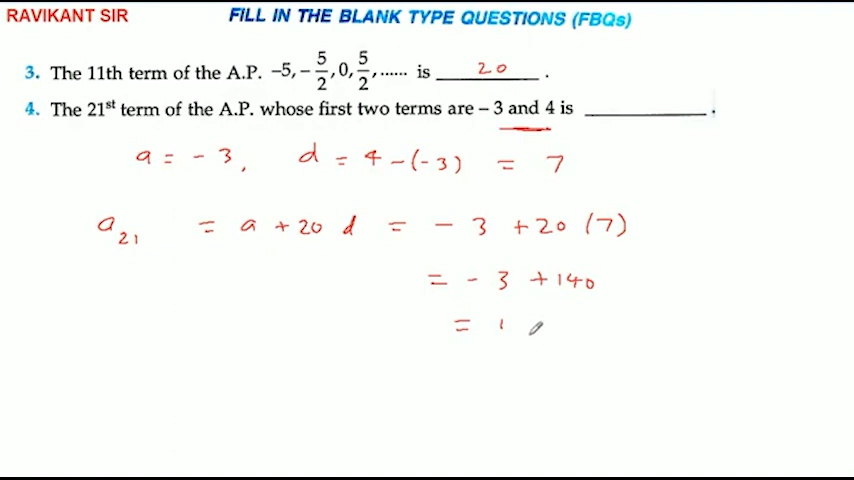 RAVIKANT SIR
FILL IN THE BLANK TYPE QUESTIONS (FBQs)
3. The 11th term of the A.P. –5, –5/2, 0, 5/2, ...... is 20 .
4. The 21st term of the A.P. whose first two terms are – 3 and 4 is ____________ .
a = - 3, d = 4 - (-3) = 7
a21 = a + 20 d = - 3 + 20 (7)
= - 3 + 140
= 1